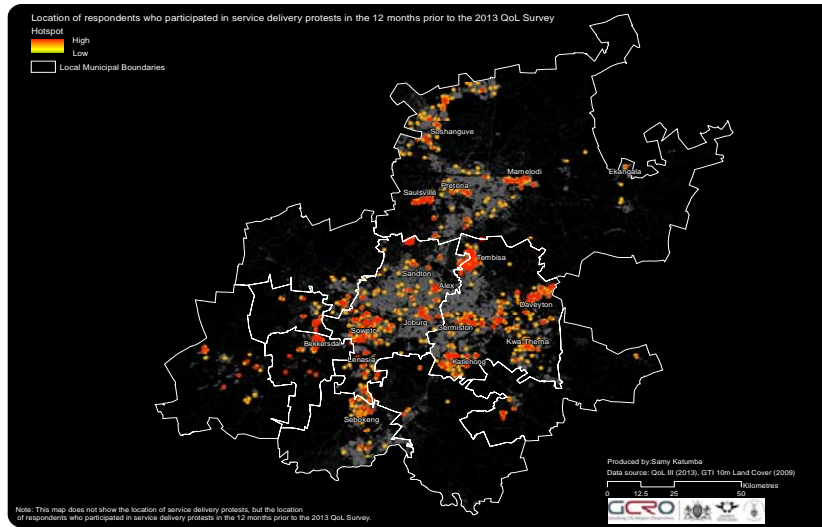 Location of respondents who participated in service delivery protests in the 12 months prior to the 2013 QoL Survey
Hotspot
High
Low
Local Municipal Boundaries
Soshanguve
Mamelodi
Ekangala
Pretoria
Saulsville
Tembisa
Sandton
Alex
Daveyton
Joburg
Germiston
Soweto
Kwa-Thema
Bekkersdal
Lenasia
Katlehong
Sebokeng
Produced by:Samy Katumba
Data source: QoL III (2013), GTI 10m Land Cover (2009)
Kilometres
0 12.5 25 50
GCRO
Note: This map does not show the location of service delivery protests, but the location
of respondents who participated in service delivery protests in the 12 months prior to the 2013 QoL Survey.